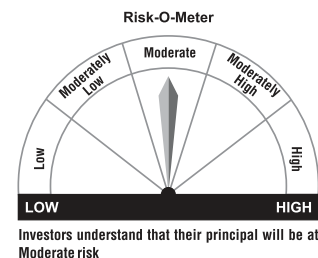 Risk-O-Meter
Low
Moderately
Low
Moderate
Moderately
High
High
LOW
HIGH
Investors understand that their principal will be at
Moderate risk